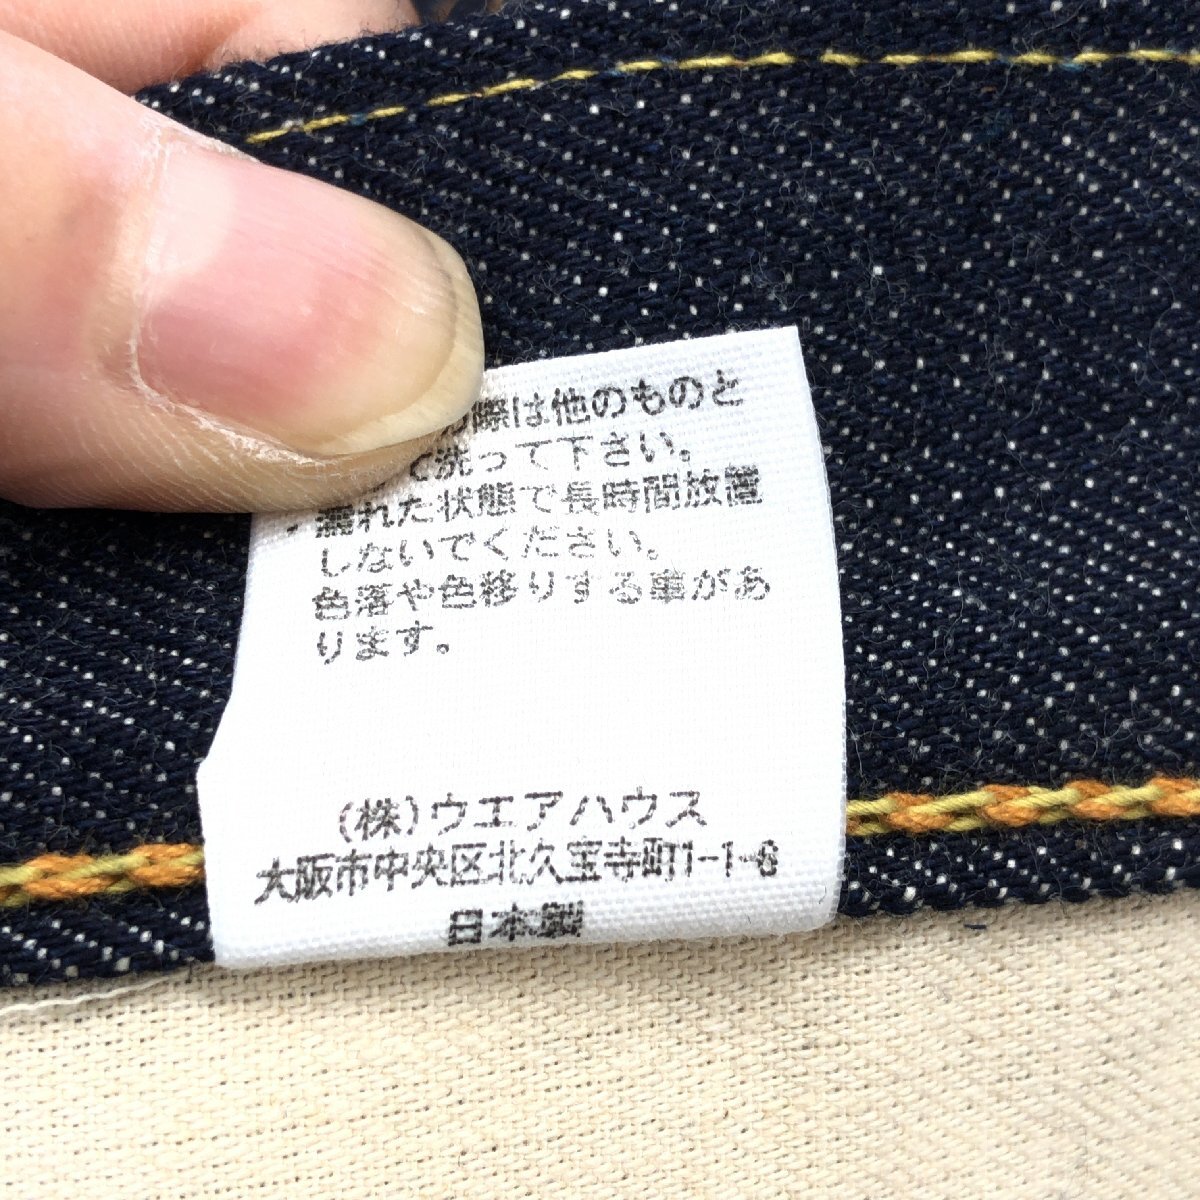 際は他のものと
て洗って下さい。
・濡れた状態で長時間放置
しないでください。
色落や色移りする事があ
ります。
(株)ウエアハウス
大阪市中央区北久宝寺町1-1-6
日本製